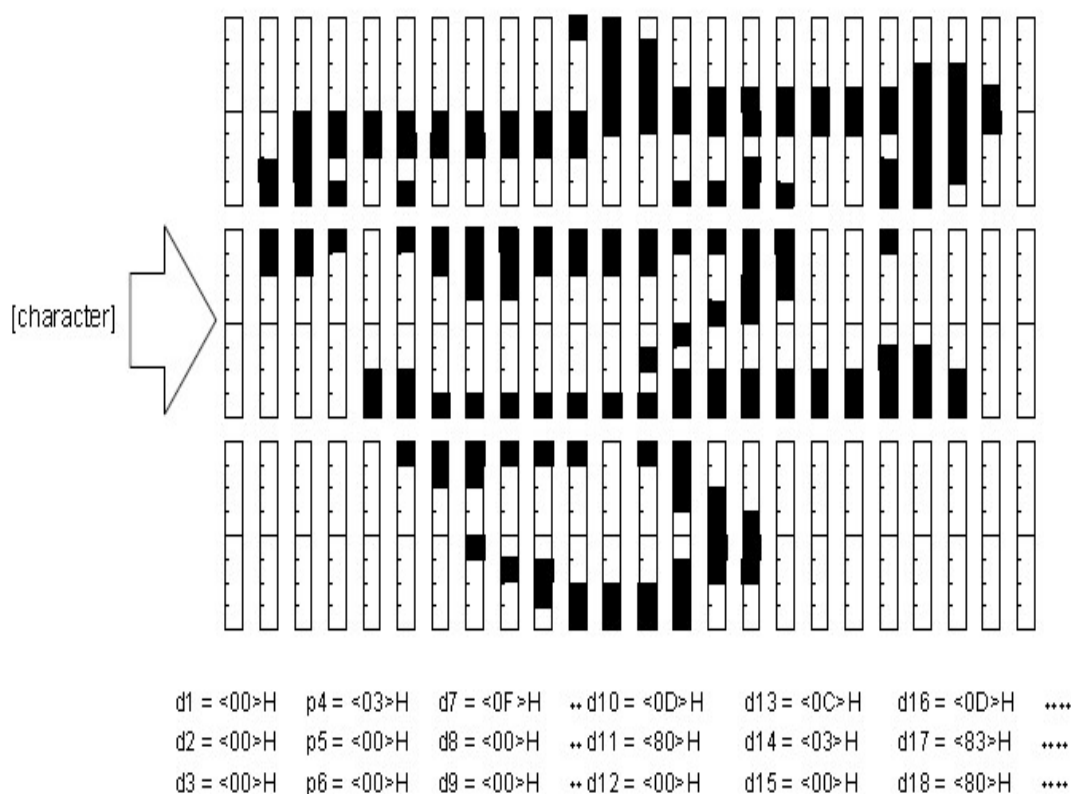 [character]
d1 = <00>H p4 = <03>H d7 = <0F>H ••d10 = <0D>H d13 = <0C>H d16 = <0D>H ••••
d2 = <00>H p5 = <00>H d8 = <00>H ••d11 = <80>H d14 = <03>H d17 = <83>H ••••
d3 = <00>H p6 = <00>H d9 = <00>H ••d12 = <00>H d15 = <00>H d18 = <80>H ••••